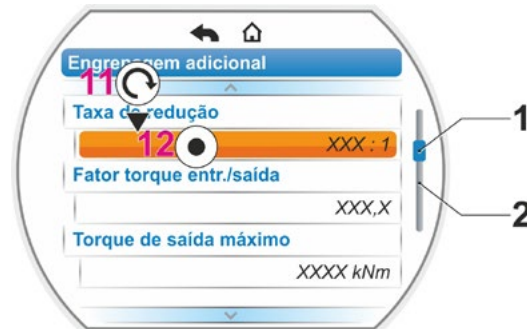 Engrenagem adicional
11
Taxa de redução
12 XXX : 1
1
Fator torque entr./saída
XXX,X
2
Torque de saída máximo
XXXX kNm